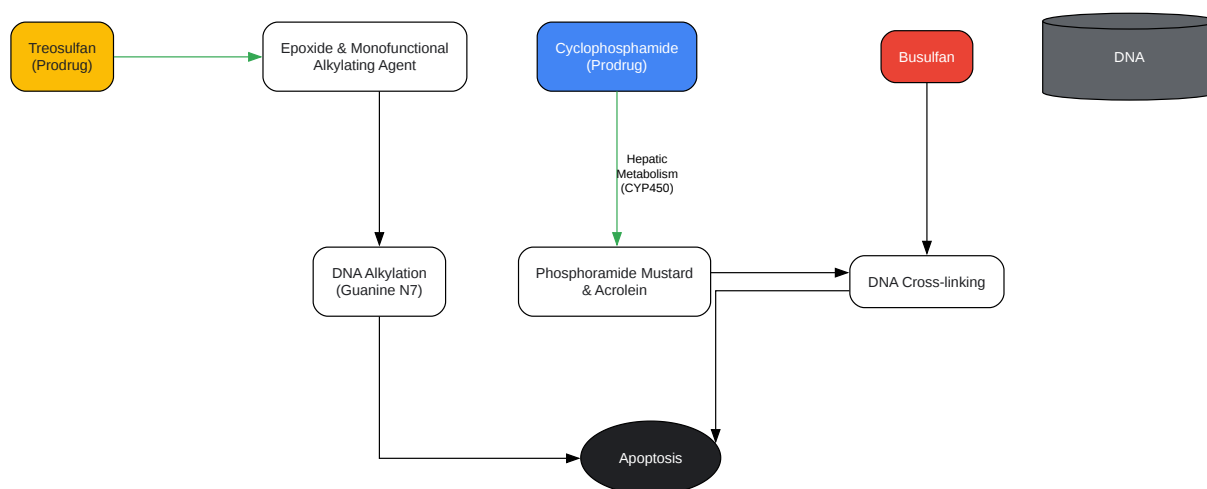 Treosulfan
(Prodrug)
Epoxide & Monofunctional
Alkylating Agent
Cyclophosphamide
(Prodrug)
Busulfan
DNA
Hepatic
Metabolism
(CYP450)
DNA Alkylation
(Guanine N7)
Phosphoramide Mustard
& Acrolein
DNA Cross-linking
Apoptosis